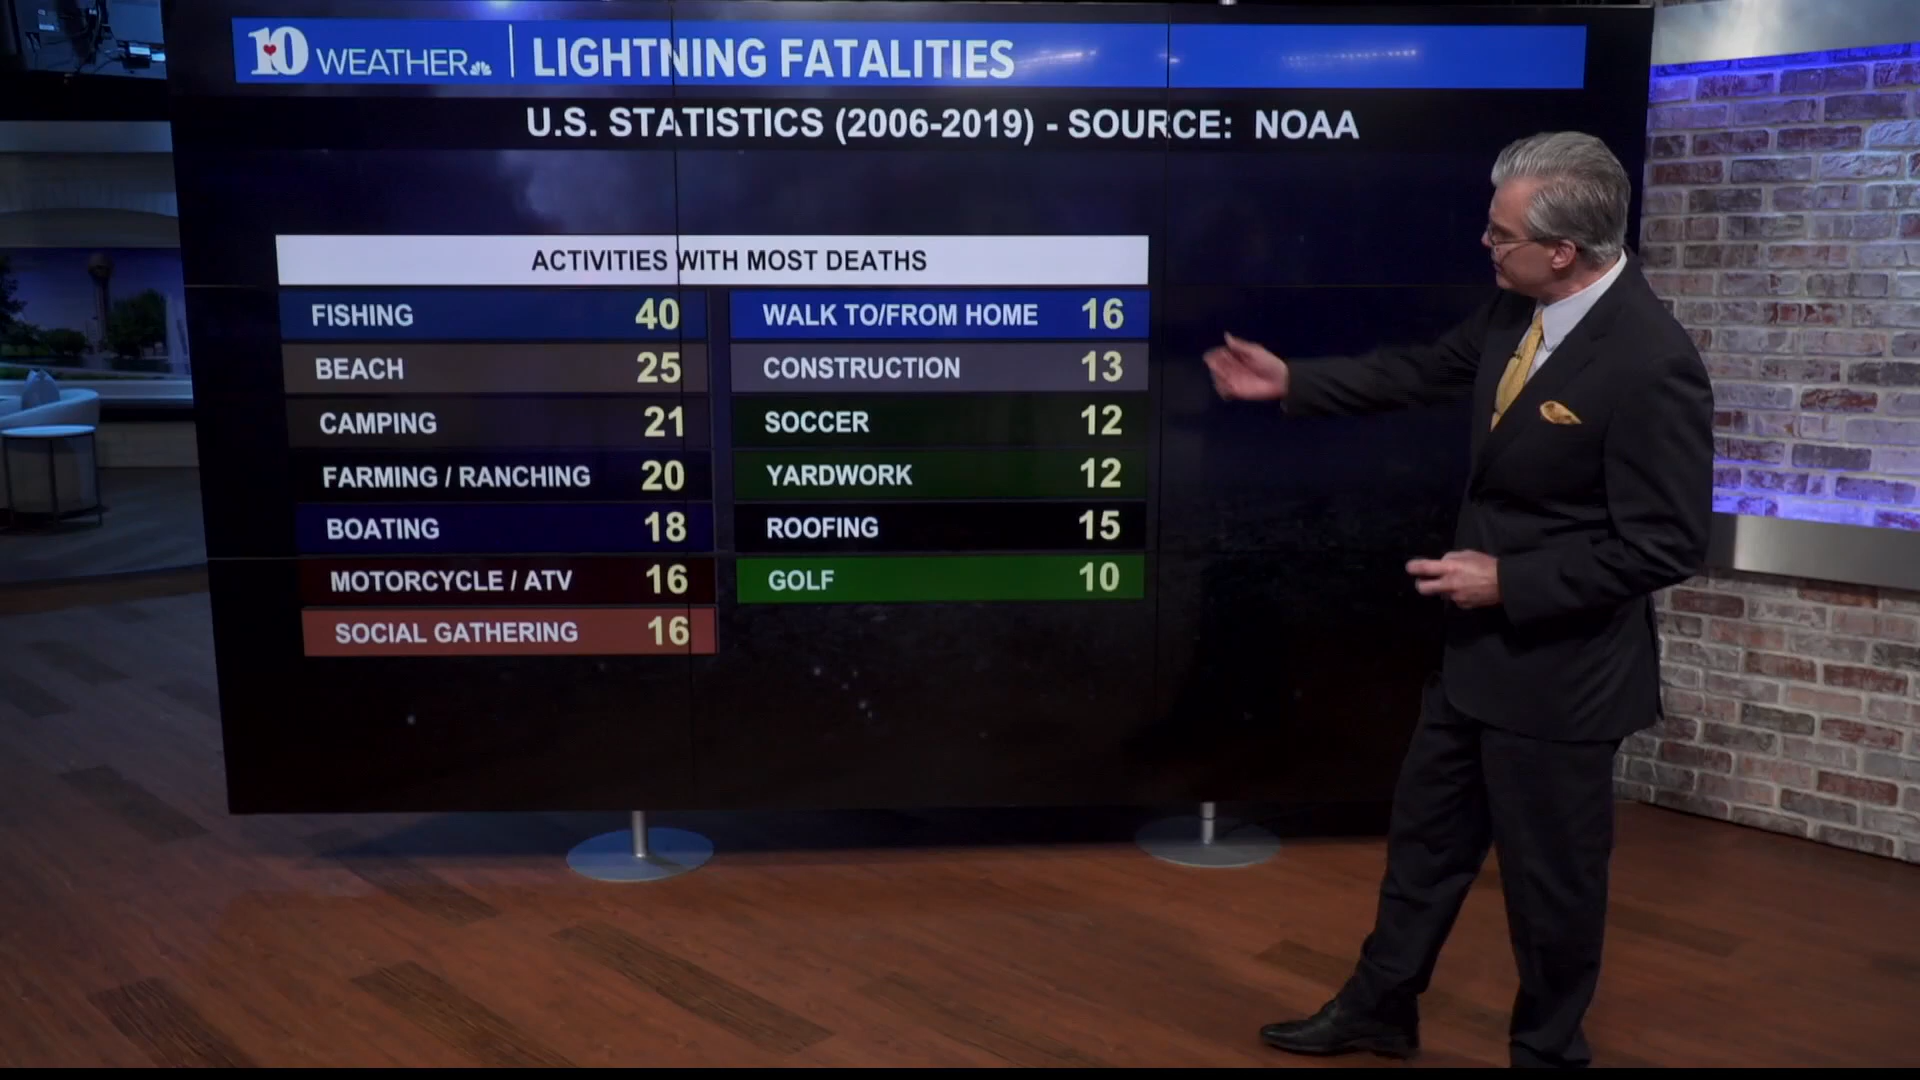 10 WEATHER LIGHTNING FATALITIES
U.S. STATISTICS (2006-2019) - SOURCE: NOAA
ACTIVITIES WITH MOST DEATHS
FISHING 40
BEACH 25
CAMPING 21
FARMING / RANCHING 20
BOATING 18
MOTORCYCLE / ATV 16
SOCIAL GATHERING 16
WALK TO/FROM HOME 16
CONSTRUCTION 13
SOCCER 12
YARDWORK 12
ROOFING 15
GOLF 10